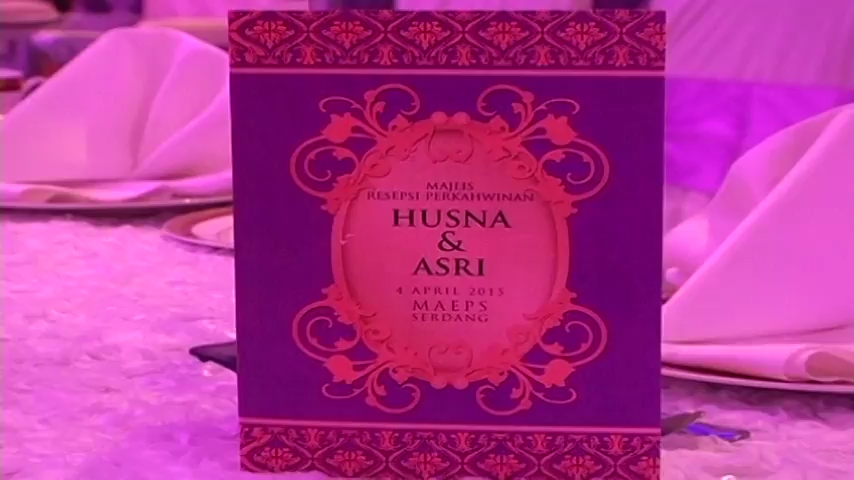 MAJLIS
RESEPSI PERKAHWINAN
HUSNA
&
ASRI
4 APRIL 2015
MAEPS
SERDANG